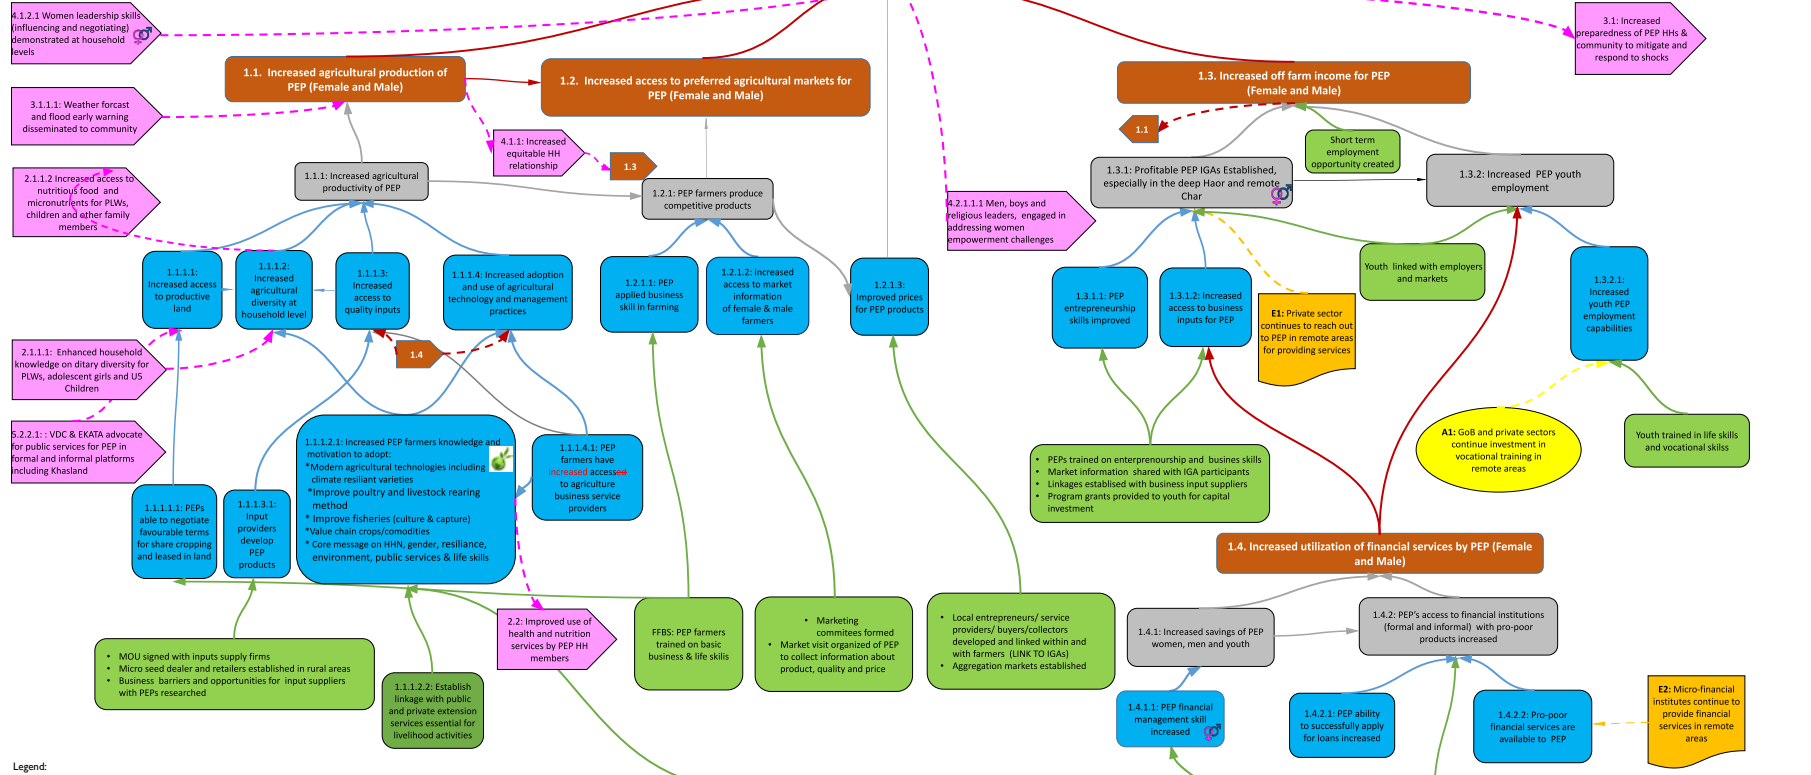 4.1.2.1 Women leadership skills
(influencing and negotiating)
demonstrated at household
levels
3.1: Increased
preparedness of PEP HHs &
community to mitigate and
respond to shocks
1.1.  Increased agricultural production of
PEP (Female and Male)
1.2.  Increased access to preferred agricultural markets for
PEP (Female and Male)
1.3. Increased off farm income for PEP
(Female and Male)
3.1.1.1: Weather forcast
and flood early warning
disseminated to community
4.1.1: Increased
equitable HH
relationship
1.3
1.1
Short term
employment
opportunity created
2.1.1.2 Increased access to
nutritious food  and
micronutrients for PLWs,
children and other family
members
1.1.1: Increased agricultural
productivity of PEP
1.2.1: PEP farmers produce
competitive products
1.3.1: Profitable PEP IGAs Established,
especially in the deep Haor and remote
Char
1.3.2: Increased  PEP youth
employment
4.2.1.1.1 Men, boys and
religious leaders,  engaged in
addressing women
empowerment challenges
1.1.1.1:
Increased access
to productive
land
1.1.1.2:
Increased
agricultural
diversity at
household level
1.1.1.3:
Increased
access to
quality inputs
1.1.1.4: Increased adoption
and use of agricultural
technology and management
practices
1.2.1.1: PEP
applied business
skill in farming
1.2.1.2: increased
access to market
information
of female & male
farmers
1.2.1.3:
Improved prices
for PEP products
1.3.1.1: PEP
entrepreneurship
skills improved
1.3.1.2: Increased
access to business
inputs for PEP
Youth  linked with employers
and markets
E1: Private sector
continues to reach out
to PEP in remote areas
for providing services
1.3.2.1:
Increased
youth PEP
employment
capabilities
2.1.1.1:  Enhanced household
knowledge on ditary diversity for
PLWs, adolescent girls and U5
Children
1.4
5.2.2.1: : VDC & EKATA advocate
for public services for PEP in
formal and informal platforms
including Khasland
1.1.1.2.1: Increased PEP farmers knowledge and
motivation to adopt:
*Modern agricultural technologies including
climate resiliant varieties
*Improve poultry and livestock rearing
method
* Improve fisheries (culture & capture)
*Value chain crops/comodities
* Core message on HHN, gender, resiliance,
environment, public services & life skills
1.1.1.4.1: PEP
farmers have
increased accessed
to agriculture
business service
providers
A1: GoB and private sectors
continue investment in
vocational training in
remote areas
Youth trained in life skills
and vocational skilss
• PEPs trained on enterprenourship and  busines skills
• Market information  shared with IGA participants
• Linkages establised with business input suppliers
• Program grants provided to youth for capital
investment
1.1.1.1.1: PEPs
able to negotiate
favourable terms
for share cropping
and leased in land
1.1.1.3.1:
Input
providers
develop
PEP
products
1.4. Increased utilization of financial services by PEP (Female
and Male)
2.2: Improved use of
health and nutrition
services by PEP HH
members
FFBS: PEP farmers
trained on basic
business & life skills
• Marketing
commitees formed
• Market visit organized of PEP
to collect information about
product, quality and price
• Local entrepreneurs/ service
providers/ buyers/collectors
developed and linked within and
with farmers  (LINK TO IGAs)
• Aggregation markets established
1.4.1: Increased savings of PEP
women, men and youth
1.4.2: PEP's access to financial institutions
(formal and informal)  with pro-poor
products increased
• MOU signed with inputs supply firms
• Micro seed dealer and retailers established in rural areas
• Business  barriers and opportunities for  input suppliers
with PEPs researched
1.1.1.2.2: Establish
linkage with public
and private extension
services essential for
livelihood activities
1.4.1.1: PEP financial
management skill
increased
1.4.2.1: PEP ability
to successfully apply
for loans increased
1.4.2.2: Pro-poor
financial services are
available to  PEP
E2: Micro-financial
institutes continue to
provide financial
services in remote
areas
Legend: